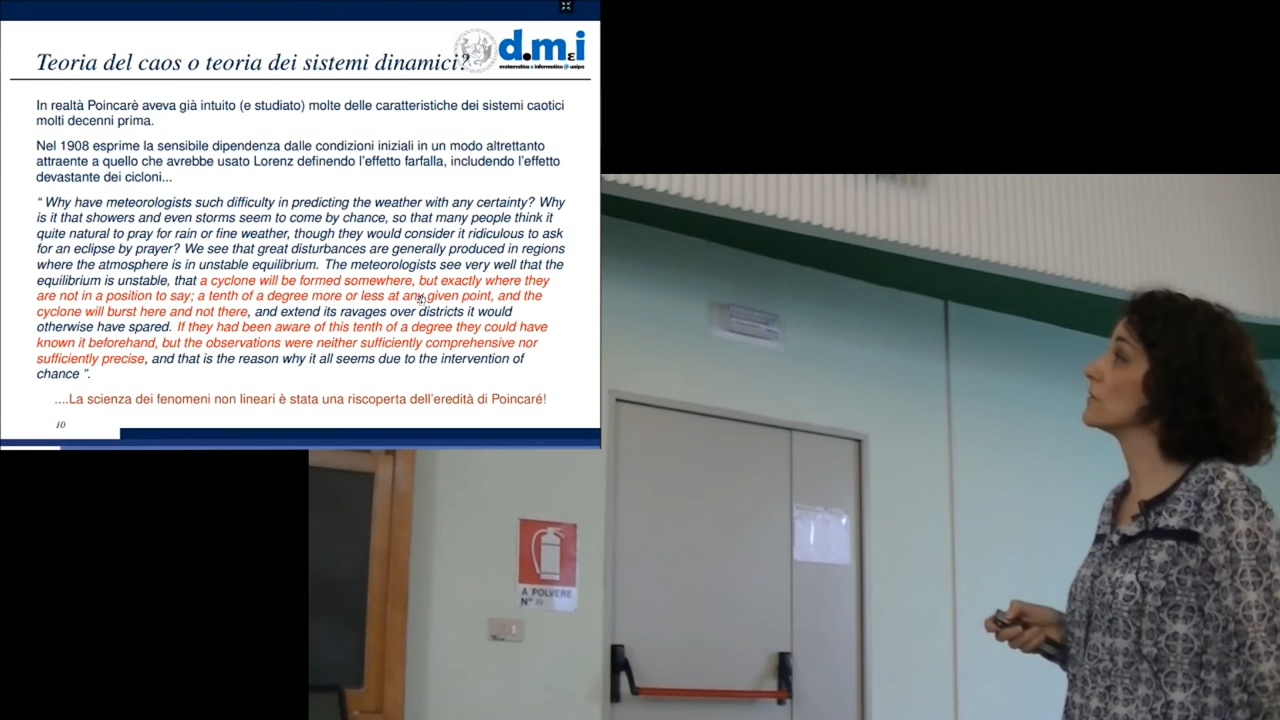 Teoria del caos o teoria dei sistemi dinamici?
d.mεi
matematica e informatica @ unipa
In realtà Poincarè aveva già intuito (e studiato) molte delle caratteristiche dei sistemi caotici
molti decenni prima.
Nel 1908 esprime la sensibile dipendenza dalle condizioni iniziali in un modo altrettanto
attraente a quello che avrebbe usato Lorenz definendo l'effetto farfalla, includendo l'effetto
devastante dei cicloni...
“ Why have meteorologists such difficulty in predicting the weather with any certainty? Why
is it that showers and even storms seem to come by chance, so that many people think it
quite natural to pray for rain or fine weather, though they would consider it ridiculous to ask
for an eclipse by prayer? We see that great disturbances are generally produced in regions
where the atmosphere is in unstable equilibrium. The meteorologists see very well that the
equilibrium is unstable, that a cyclone will be formed somewhere, but exactly where they
are not in a position to say; a tenth of a degree more or less at any given point, and the
cyclone will burst here and not there, and extend its ravages over districts it would
otherwise have spared. If they had been aware of this tenth of a degree they could have
known it beforehand, but the observations were neither sufficiently comprehensive nor
sufficiently precise, and that is the reason why it all seems due to the intervention of
chance ”.
....La scienza dei fenomeni non lineari è stata una riscoperta dell'eredità di Poincaré!
10
A POLVERE
N°